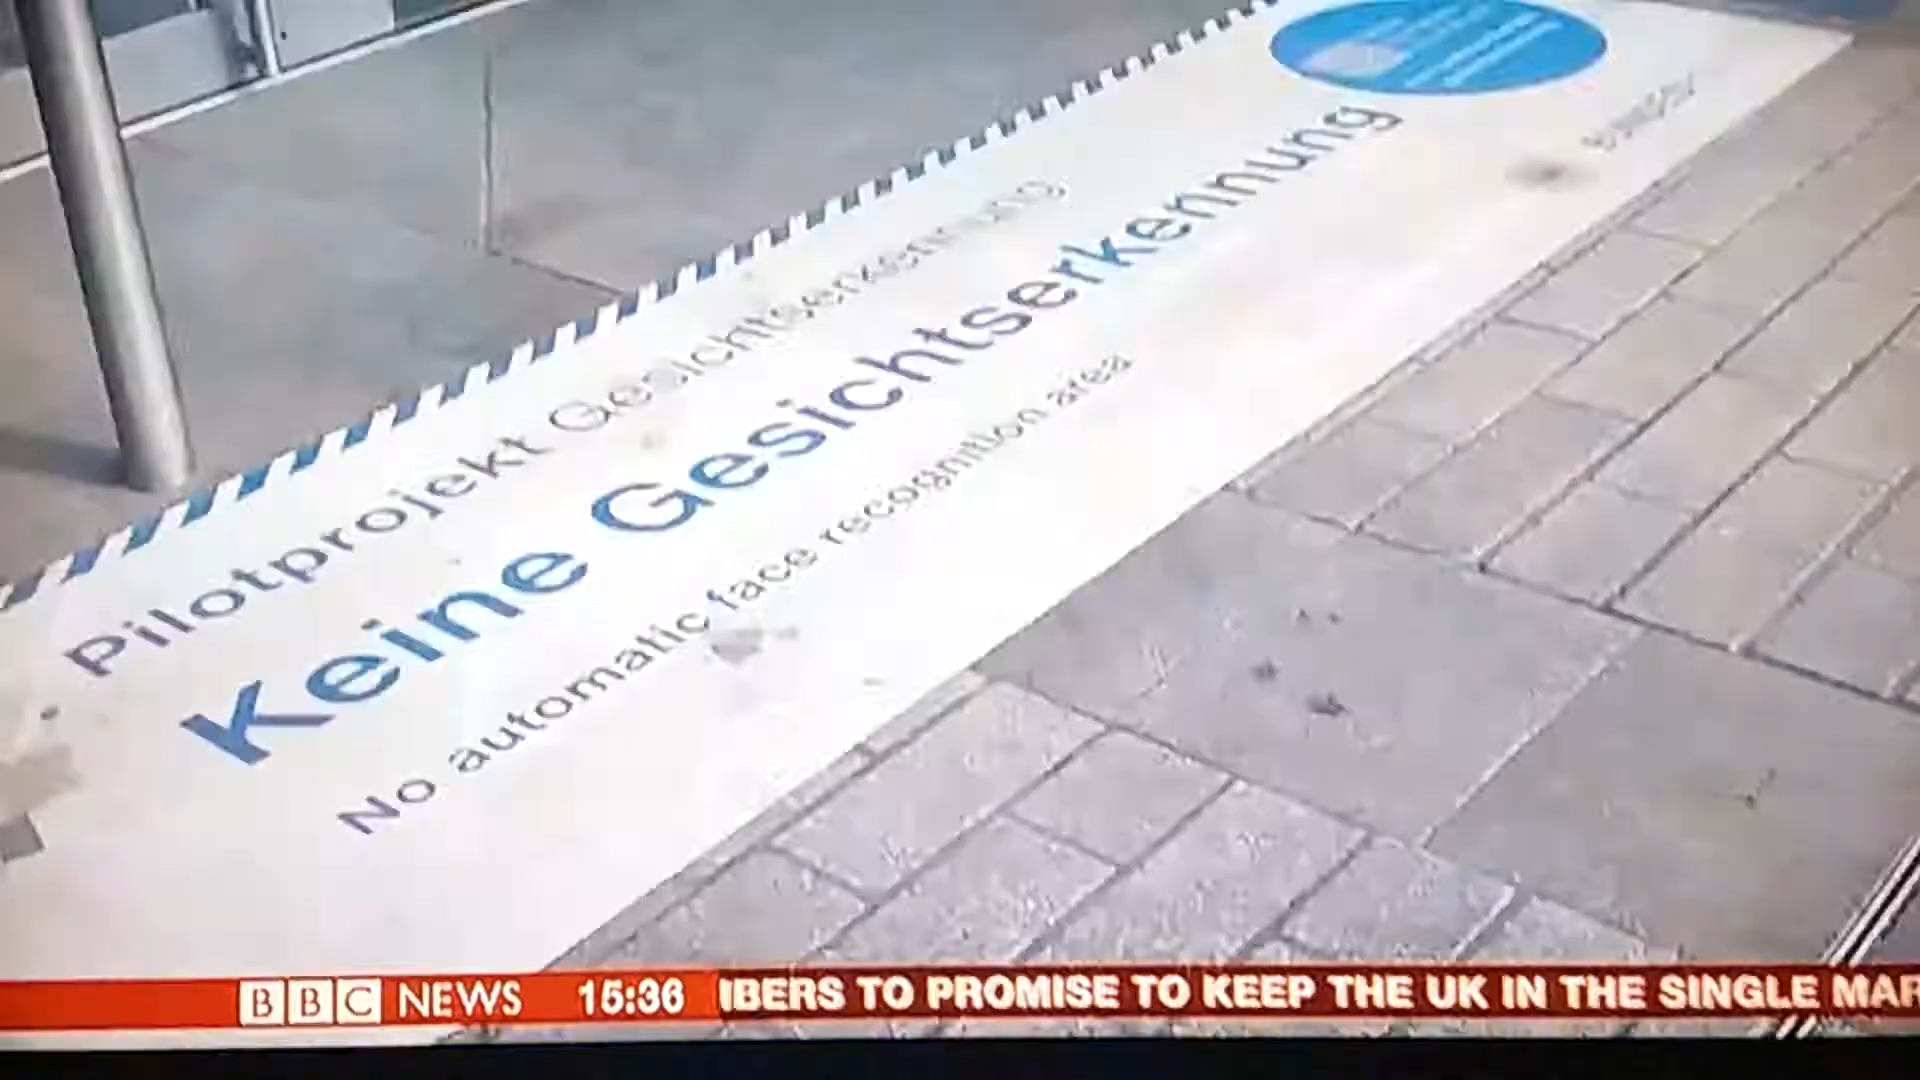 Pilotprojekt Gesichtserkennung
Keine Gesichtserkennung
No automatic face recognition area
BBC NEWS 15:36 IBERS TO PROMISE TO KEEP THE UK IN THE SINGLE MAR